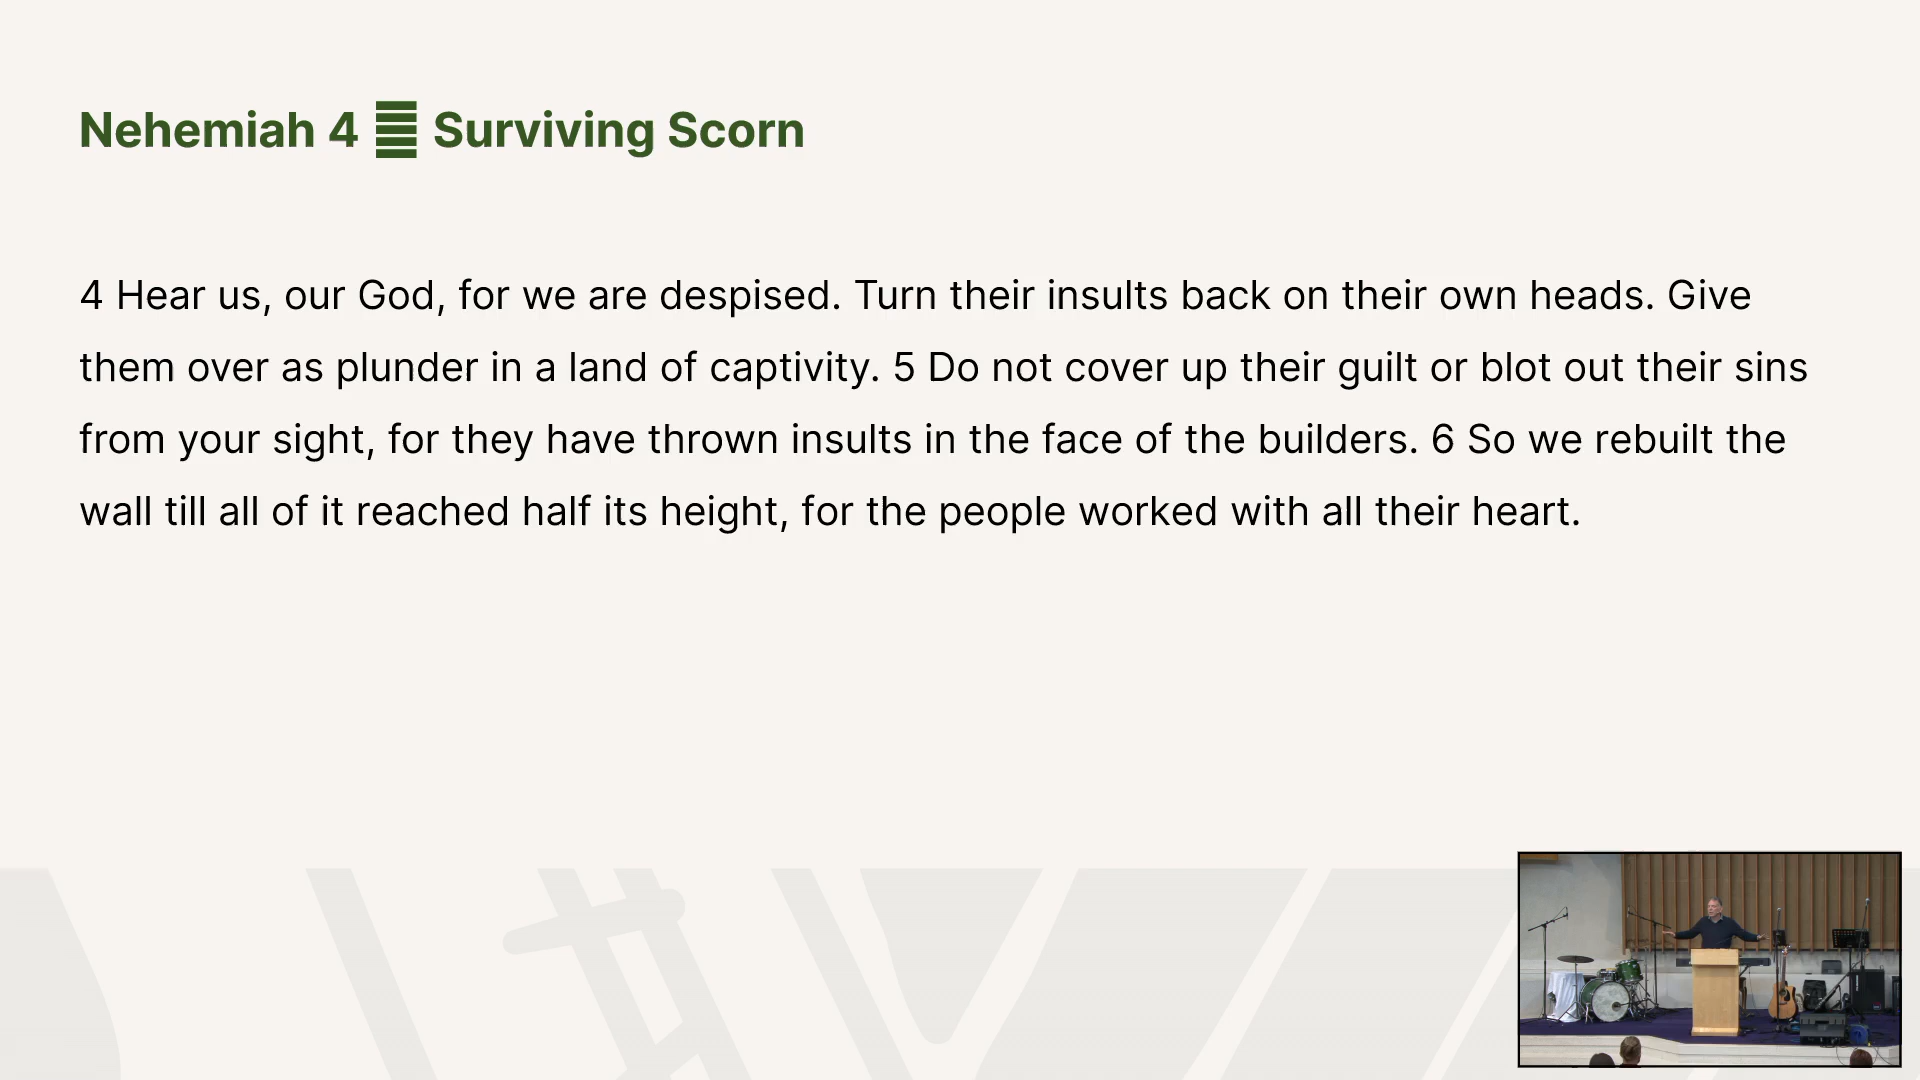 Nehemiah 4 𝌆 Surviving Scorn
4 Hear us, our God, for we are despised. Turn their insults back on their own heads. Give
them over as plunder in a land of captivity. 5 Do not cover up their guilt or blot out their sins
from your sight, for they have thrown insults in the face of the builders. 6 So we rebuilt the
wall till all of it reached half its height, for the people worked with all their heart.